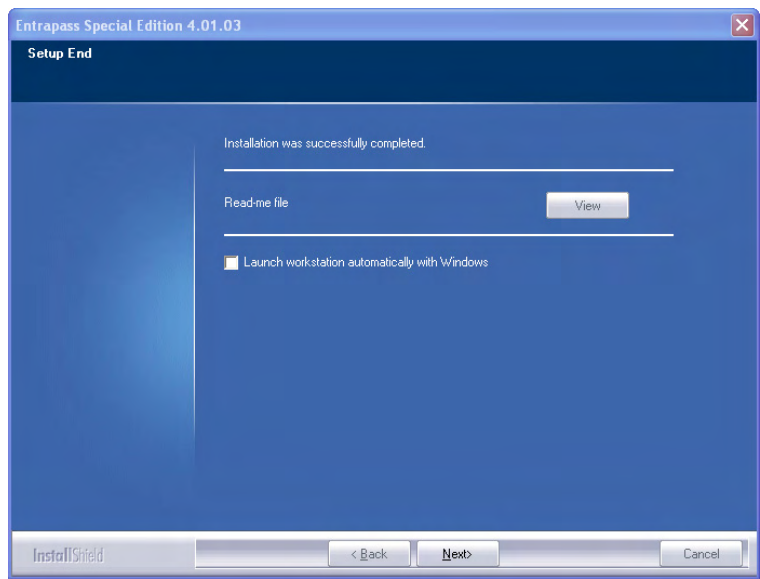 Entrapass Special Edition 4.01.03
Setup End
Installation was successfully completed.
Read-me file
View
Launch workstation automatically with Windows
InstallShield
< Back
Next>
Cancel